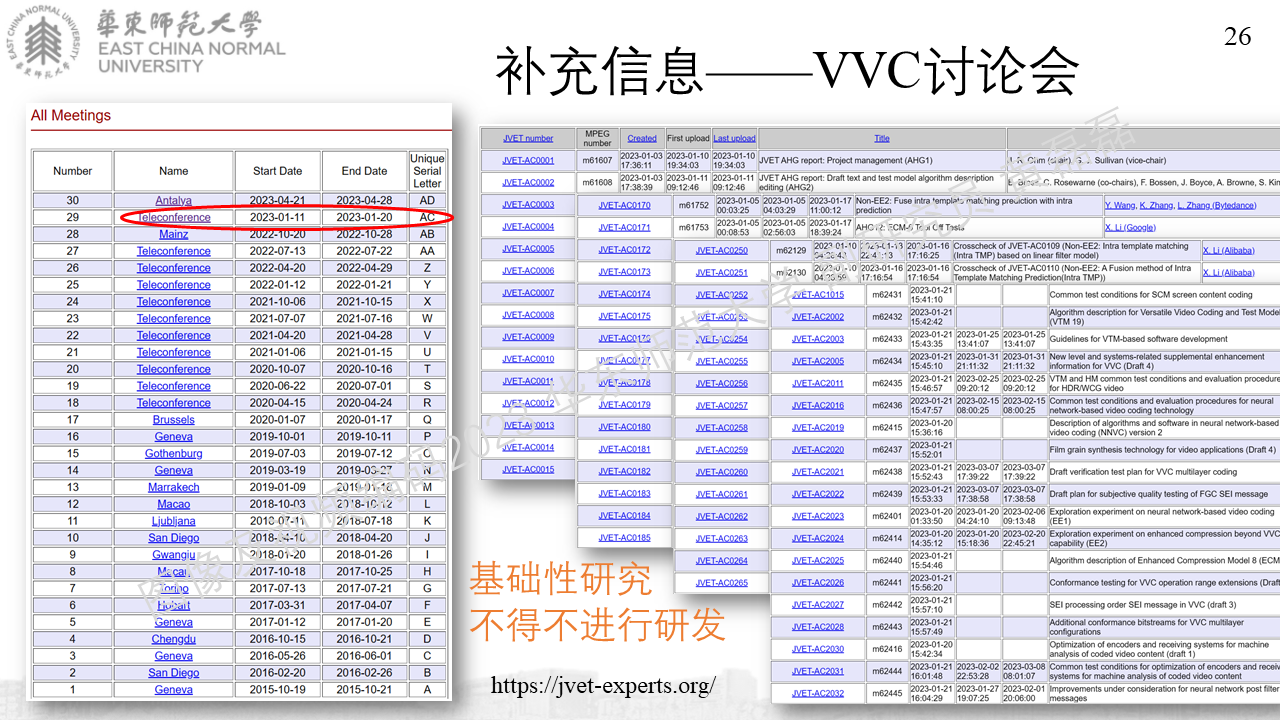 EAST CHINA NORMAL UNIVERSITY
華東師範大學
EAST CHINA NORMAL
UNIVERSITY
26
补充信息——VVC讨论会
All Meetings
Number Name Start Date End Date Unique Serial Letter
30 Antalya 2023-04-21 2023-04-28 AD
29 Teleconference 2023-01-11 2023-01-20 AC
28 Mainz 2022-10-20 2022-10-28 AB
27 Teleconference 2022-07-13 2022-07-22 AA
26 Teleconference 2022-04-20 2022-04-29 Z
25 Teleconference 2022-01-12 2022-01-21 Y
24 Teleconference 2021-10-06 2021-10-15 X
23 Teleconference 2021-07-07 2021-07-16 W
22 Teleconference 2021-04-20 2021-04-28 V
21 Teleconference 2021-01-06 2021-01-15 U
20 Teleconference 2020-10-07 2020-10-16 T
19 Teleconference 2020-06-22 2020-07-01 S
18 Teleconference 2020-04-15 2020-04-24 R
17 Brussels 2020-01-07 2020-01-17 Q
16 Geneva 2019-10-01 2019-10-11 P
15 Gothenburg 2019-07-03 2019-07-12 O
14 Geneva 2019-03-19 2019-03-27 N
13 Marrakech 2019-01-09 2019-01-18 M
12 Macao 2018-10-03 2018-10-12 L
11 Ljubljana 2018-07-11 2018-07-18 K
10 San Diego 2018-04-10 2018-04-20 J
9 Gwangju 2018-01-20 2018-01-26 I
8 Macau 2017-10-18 2017-10-25 H
7 Torino 2017-07-13 2017-07-21 G
6 Hobart 2017-03-31 2017-04-07 F
5 Geneva 2017-01-12 2017-01-20 E
4 Chengdu 2016-10-15 2016-10-21 D
3 Geneva 2016-05-26 2016-06-01 C
2 San Diego 2016-02-20 2016-02-26 B
1 Geneva 2015-10-19 2015-10-21 A
JVET number MPEG number Created First upload Last upload Title
JVET-AC0001 m61607 2023-01-03 17:36:11 2023-01-10 19:34:03 2023-01-10 19:34:03 JVET AHG report: Project management (AHG1) Sullivan (vice-chair)
JVET-AC0002 m61608 2023-01-03 17:38:39 2023-01-11 09:12:46 2023-01-11 09:12:46 JVET AHG report: Draft text and test model algorithm description editing (AHG2) C. Rosewarne (co-chairs), F. Bossen, J. Boyce, A. Browne, S. Kin
JVET-AC0003
JVET-AC0004
JVET-AC0005
JVET-AC0006
JVET-AC0007
JVET-AC0008
JVET-AC0009
JVET-AC0010
JVET-AC0011
JVET-AC0012
JVET-AC0013
JVET-AC0014
JVET-AC0015
JVET-AC0170 m61752 2023-01-05 00:03:25 2023-01-05 04:03:29 2023-01-17 11:00:12 Non-EE2: Fuse intra template matching prediction with intra prediction Y. Wang, K. Zhang, L. Zhang (Bytedance)
JVET-AC0171 m61753 2023-01-05 00:08:53 2023-01-05 02:56:03 2023-01-17 18:39:24 Tool Off Tests X. Li (Google)
JVET-AC0172
JVET-AC0173
JVET-AC0174
JVET-AC0175
JVET-AC0176
JVET-AC0177
JVET-AC0178
JVET-AC0179
JVET-AC0180
JVET-AC0181
JVET-AC0182
JVET-AC0183
JVET-AC0184
JVET-AC0185
JVET-AC0250 m62129 2023-01-16 17:16:25 Crosscheck of JVET-AC0109 (Non-EE2: Intra template matching (Intra TMP) based on linear filter model) X. Li (Alibaba)
JVET-AC0251 m62130 2023-01-16 17:16:54 2023-01-16 17:16:54 Crosscheck of JVET-AC0110 (Non-EE2: A Fusion method of Intra Template Matching Prediction(Intra TMP)) X. Li (Alibaba)
JVET-AC0252
JVET-AC0253
JVET-AC0254
JVET-AC0255
JVET-AC0256
JVET-AC0257
JVET-AC0258
JVET-AC0259
JVET-AC0260
JVET-AC0261
JVET-AC0262
JVET-AC0263
JVET-AC0264
JVET-AC0265
JVET-AC1015 m62431 2023-01-21 15:41:10 Common test conditions for SCM screen content coding
JVET-AC2002 m62432 2023-01-21 15:42:42 Algorithm description for Versatile Video Coding and Test Model (VTM 19)
JVET-AC2003 m62433 2023-01-21 15:43:35 2023-01-25 13:41:07 2023-01-25 13:41:07 Guidelines for VTM-based software development
JVET-AC2005 m62434 2023-01-21 15:45:10 2023-01-31 21:11:32 2023-01-31 21:11:32 New level and systems-related supplemental enhancement information for VVC (Draft 4)
JVET-AC2011 m62435 2023-01-21 15:46:57 2023-02-25 09:20:12 2023-02-25 09:20:12 VTM and HM common test conditions and evaluation procedure for HDR/WCG video
JVET-AC2016 m62436 2023-01-21 15:47:57 2023-02-15 08:00:25 2023-02-15 08:00:25 Common test conditions and evaluation procedures for neural network-based video coding technology
JVET-AC2019 m62415 2023-01-20 15:36:16 Description of algorithms and software in neural network-based video coding (NNVC) version 2
JVET-AC2020 m62437 2023-01-21 15:52:01 Film grain synthesis technology for video applications (Draft 4)
JVET-AC2021 m62438 2023-01-21 15:52:43 2023-03-07 17:39:22 2023-03-07 17:39:22 Draft verification test plan for VVC multilayer coding
JVET-AC2022 m62439 2023-01-21 15:53:33 2023-03-07 17:38:58 2023-03-07 17:38:58 Draft plan for subjective quality testing of FGC SEI message
JVET-AC2023 m62401 2023-01-20 01:33:50 2023-01-20 04:24:10 2023-02-06 09:13:48 Exploration experiment on neural network-based video coding (EE1)
JVET-AC2024 m62414 2023-01-20 14:35:12 2023-01-20 15:18:36 2023-02-20 22:45:21 Exploration experiment on enhanced compression beyond VVC capability (EE2)
JVET-AC2025 m62440 2023-01-21 15:54:46 Algorithm description of Enhanced Compression Model 8 (ECM
JVET-AC2026 m62441 2023-01-21 15:56:20 Conformance testing for VVC operation range extensions (Draf
JVET-AC2027 m62442 2023-01-21 15:57:10 SEI processing order SEI message in VVC (draft 3)
JVET-AC2028 m62443 2023-01-21 15:57:49 Additional conformance bitstreams for VVC multilayer configurations
JVET-AC2030 m62416 2023-01-20 15:42:34 Optimization of encoders and receiving systems for machine analysis of coded video content (draft 1)
JVET-AC2031 m62444 2023-01-21 16:01:48 2023-02-02 22:53:28 2023-03-08 08:01:07 Common test conditions for optimization of encoders and receiv systems for machine analysis of coded video content
JVET-AC2032 m62445 2023-01-21 16:04:29 2023-01-27 19:07:25 2023-02-01 20:06:00 Improvements under consideration for neural network post filter messages
基础性研究
不得不进行研发
https://jvet-experts.org/